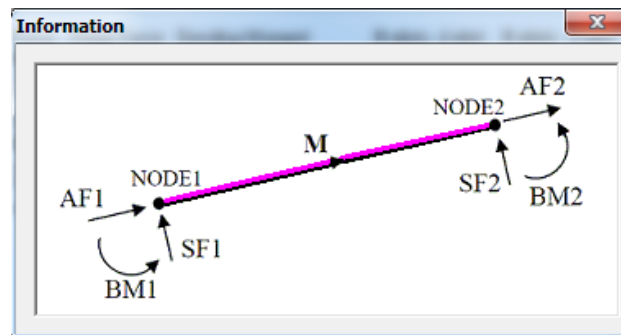 Information
AF2
NODE2
M
NODE1
SF2
BM2
AF1
SF1
BM1